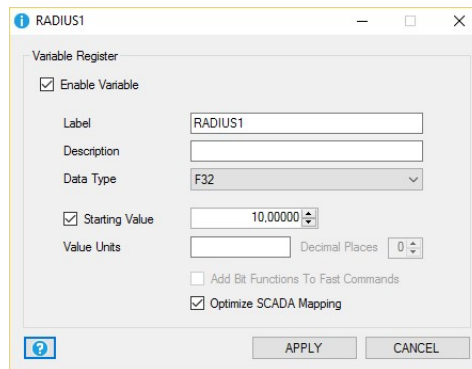 RADIUS1
Variable Register
Enable Variable
Label RADIUS1
Description
Data Type F32
Starting Value 10,00000
Value Units Decimal Places 0
Add Bit Functions To Fast Commands
Optimize SCADA Mapping
? APPLY CANCEL